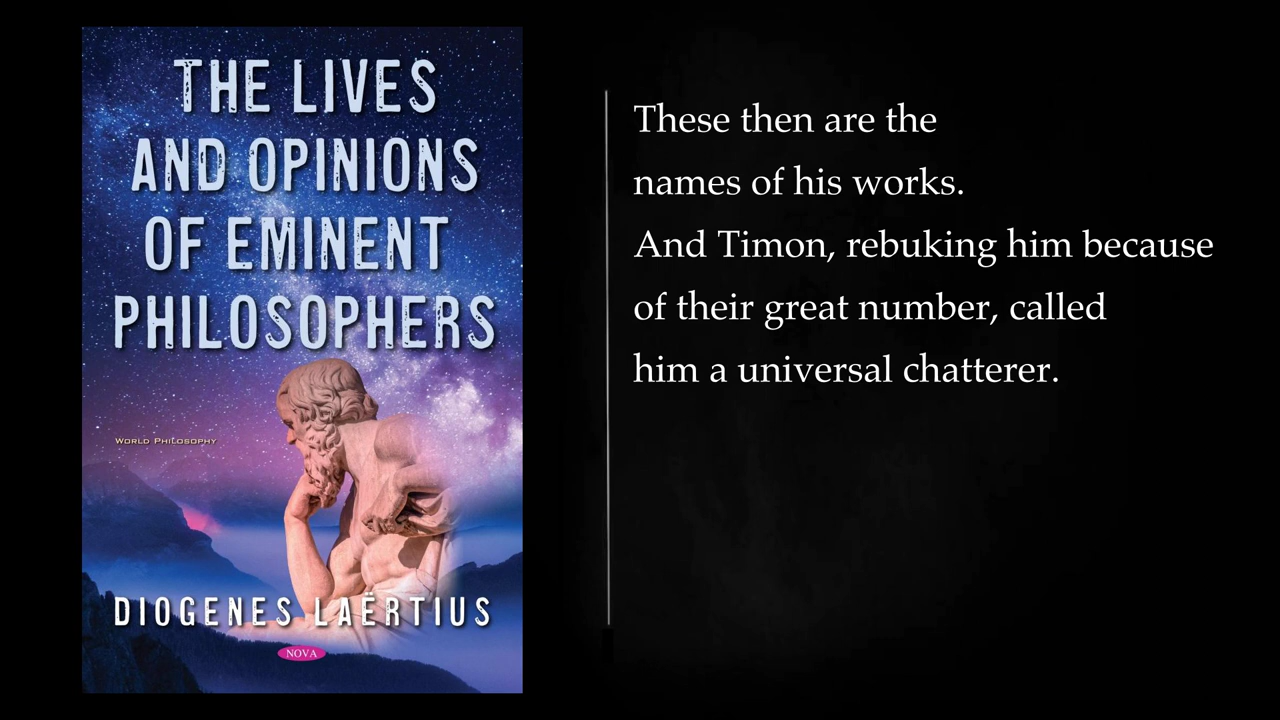 THE LIVES
AND OPINIONS
OF EMINENT
PHILOSOPHERS
WORLD PHILOSOPHY
DIOGENES LAËRTIUS
NOVA
These then are the
names of his works.
And Timon, rebuking him because
of their great number, called
him a universal chatterer.